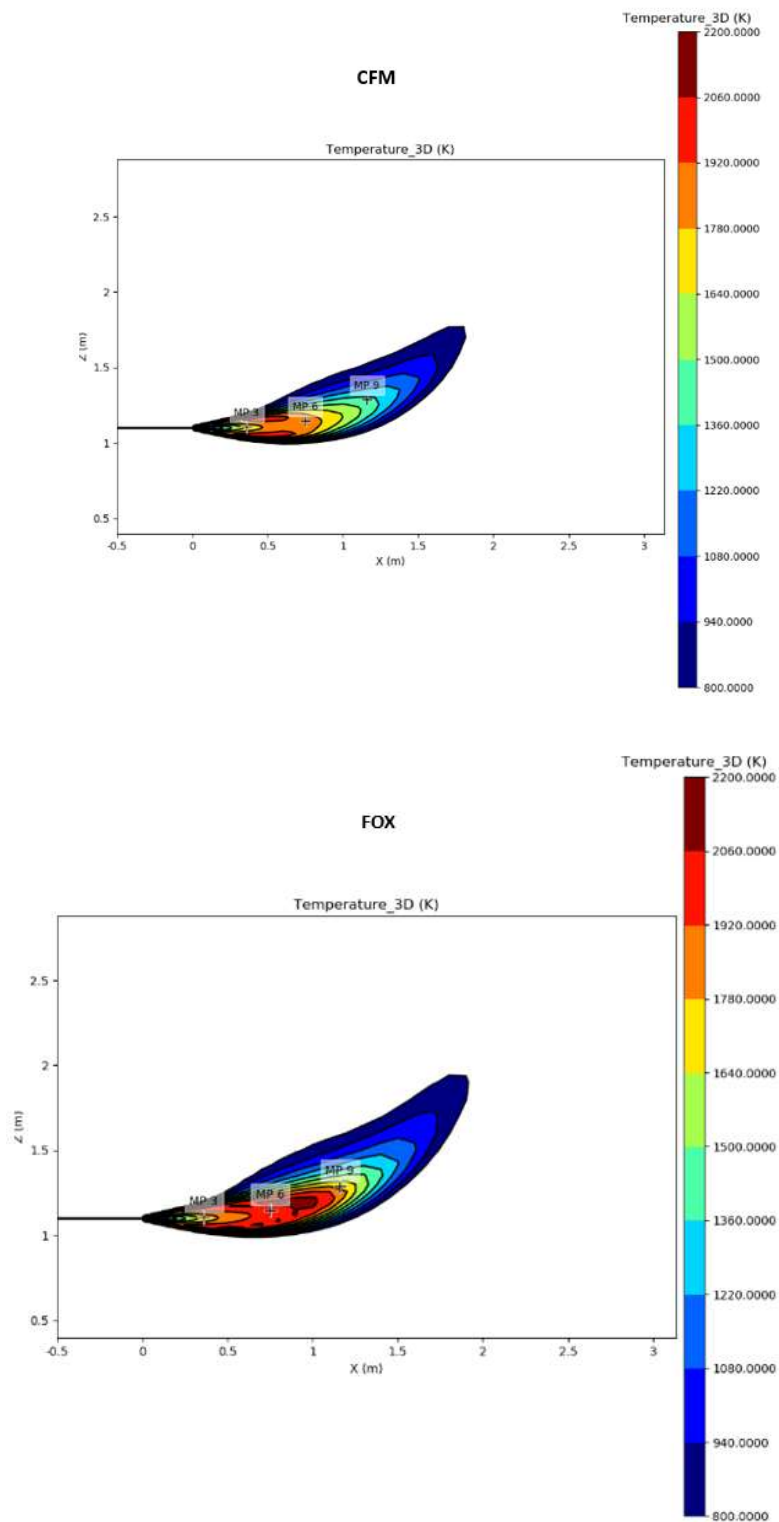 Temperature_3D (K)
2200.0000
CFM
2060.0000
Temperature_3D (K)
1920.0000
2.5
1780.0000
2
1640.0000
Z (m)
1500.0000
1.5
MP 9
MP 6
MP 3
1360.0000
1
1220.0000
0.5
-0.5 0 0.5 1 1.5 2 2.5 3
1080.0000
X (m)
940.0000
800.0000
Temperature_3D (K)
2200.0000
FOX
2060.0000
Temperature_3D (K)
1920.0000
2.5
1780.0000
1640.0000
2
Z (m)
1500.0000
1.5
MP 9
MP 6
MP 3
1360.0000
1
1220.0000
0.5
-0.5 0 0.5 1 1.5 2 2.5 3
X (m)
1080.0000
940.0000
800.0000